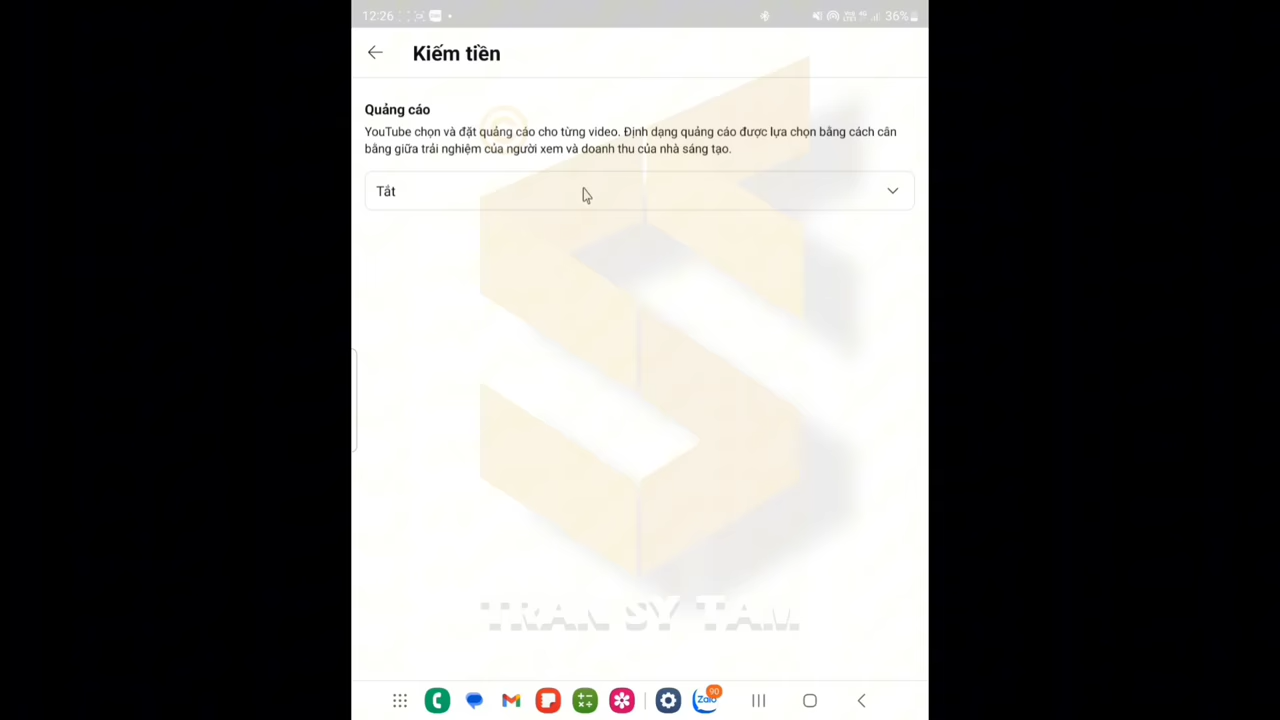 12:26
36%
Kiếm tiền
Quảng cáo
YouTube chọn và đặt quảng cáo cho từng video. Định dạng quảng cáo được lựa chọn bằng cách cân
bằng giữa trải nghiệm của người xem và doanh thu của nhà sáng tạo.
Tắt
TRAN SY TAM
90
Zalo